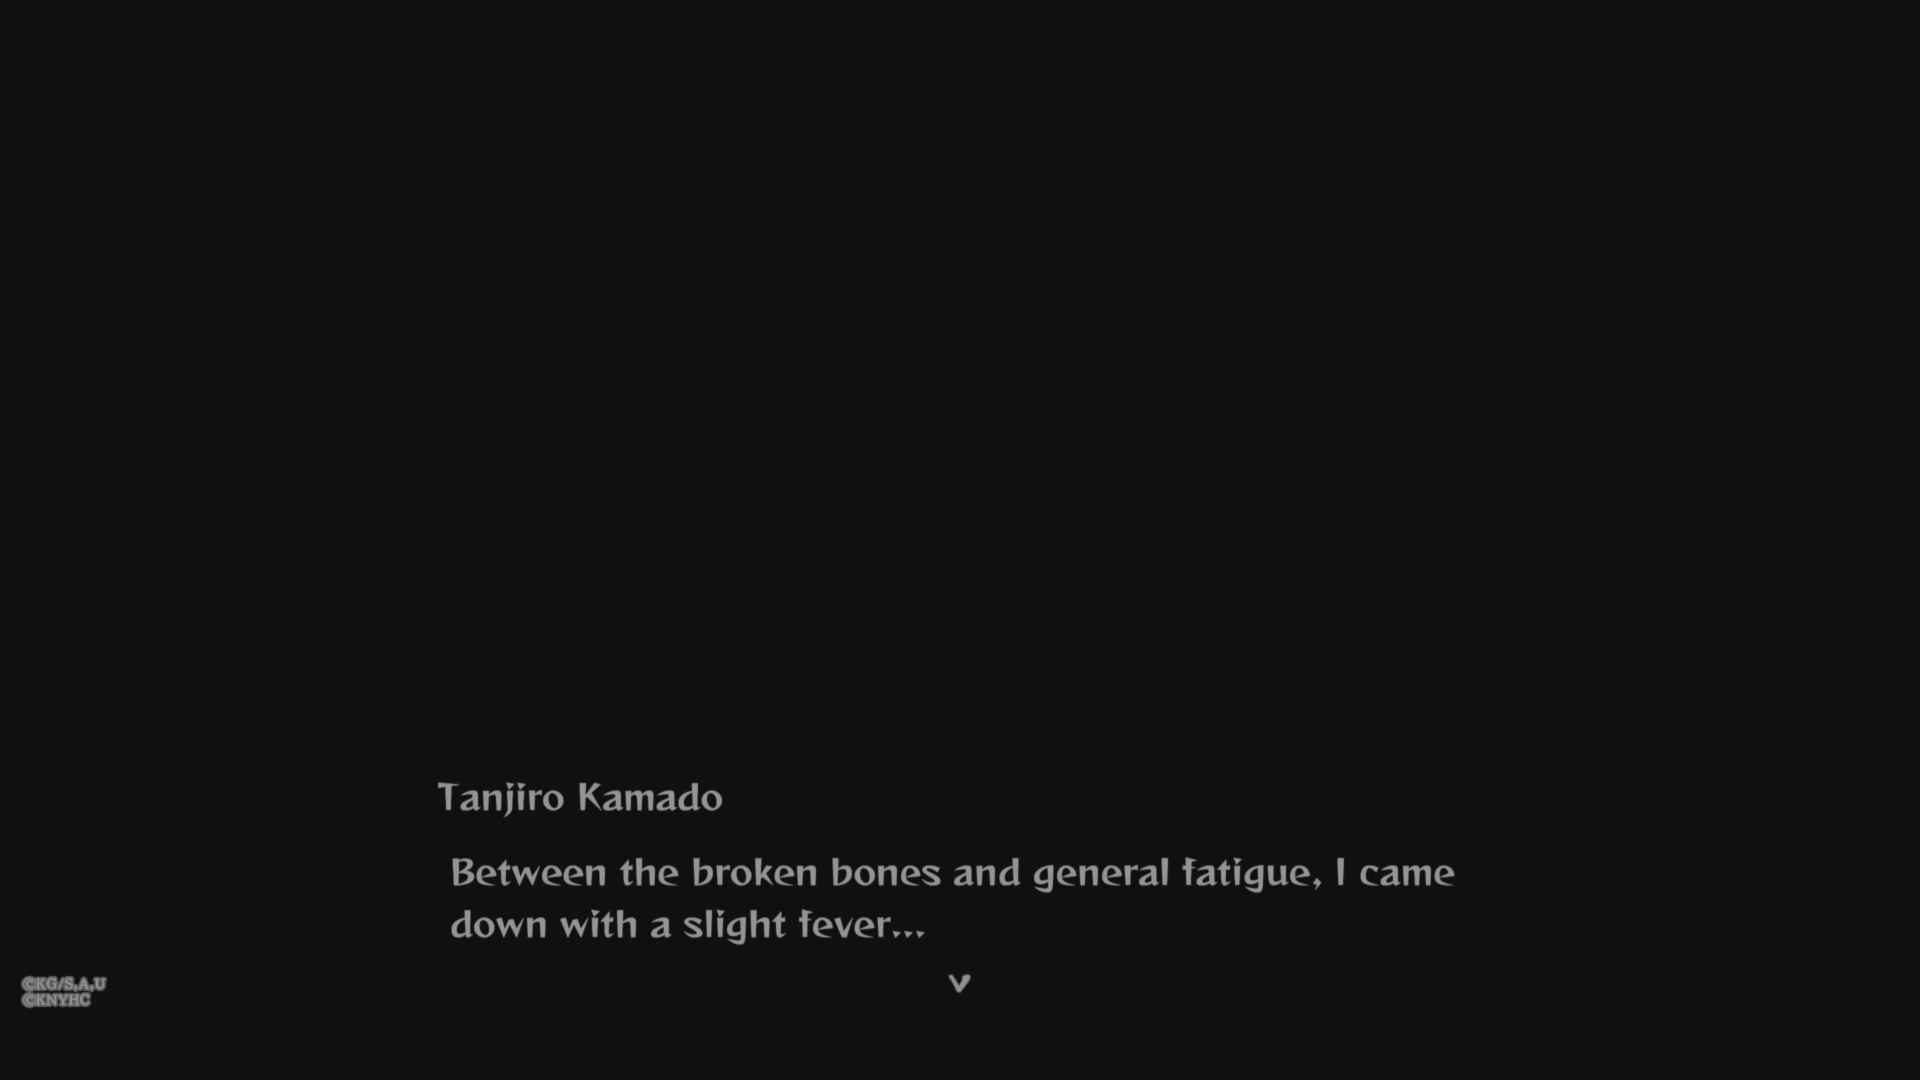 Tanjiro Kamado
Between the broken bones and general fatigue, I came
down with a slight fever...
©KG/S,A,U
©KNYHC